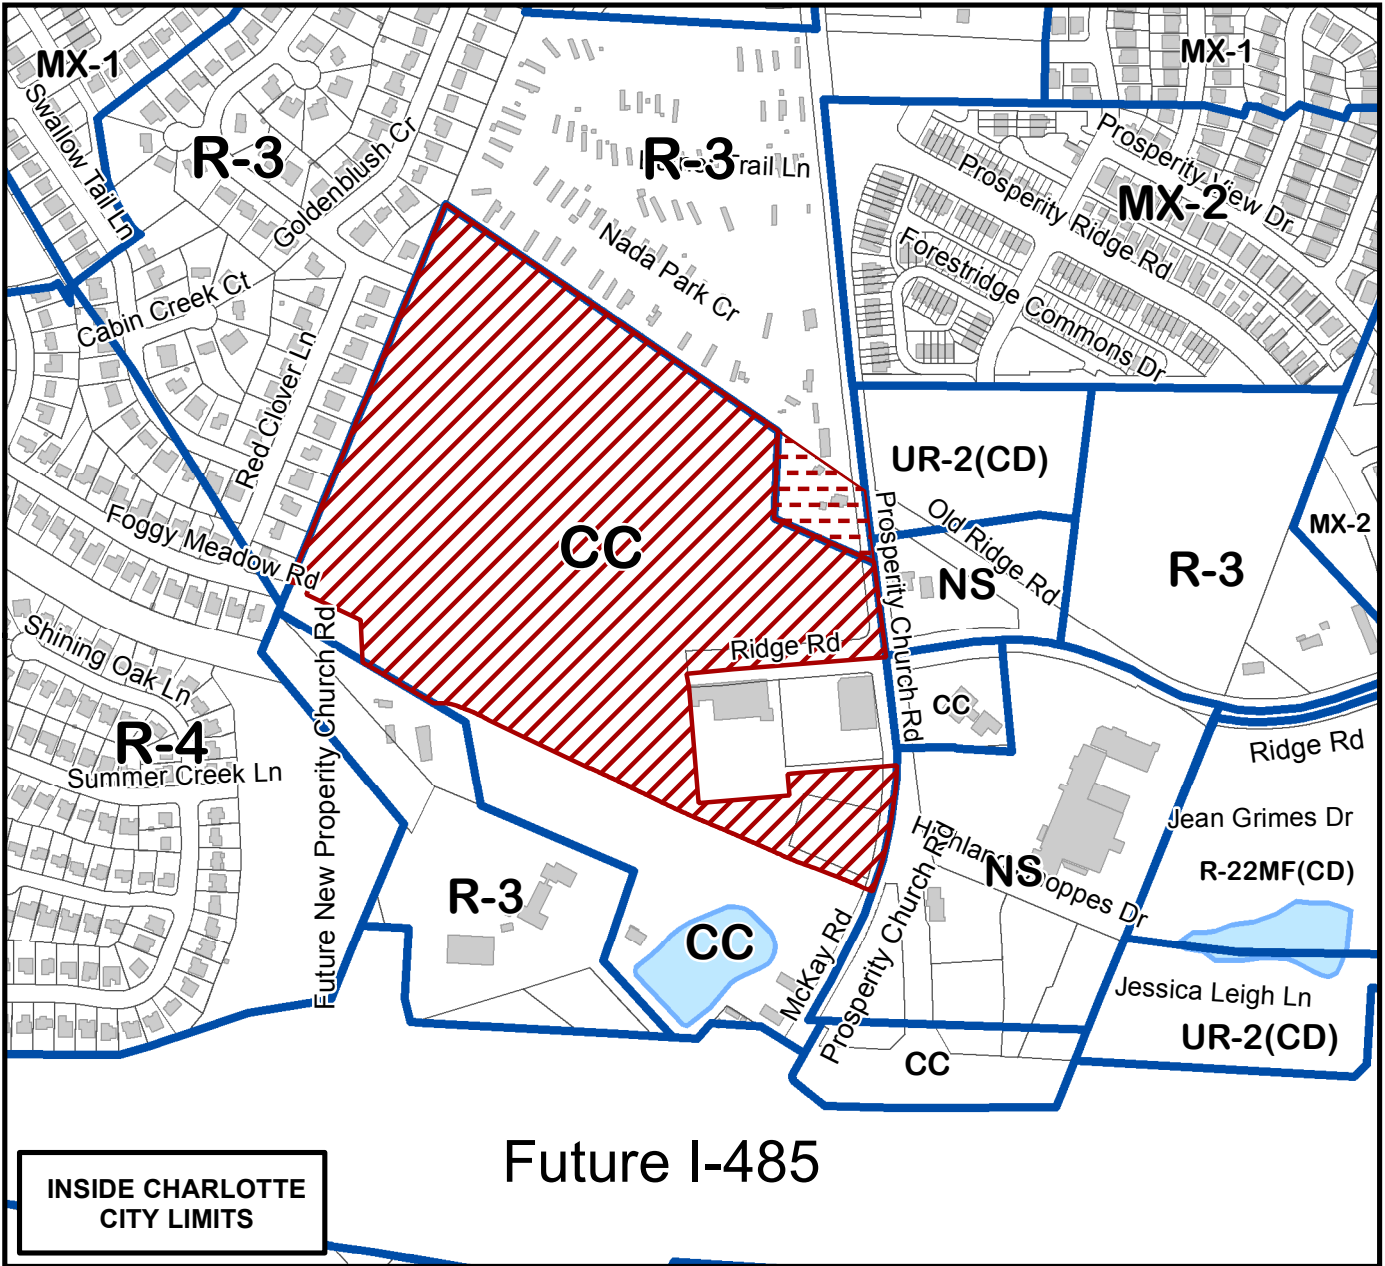 MX-1
MX-1
Swallow Tail Ln
R-3
Goldenblush Cr
R-3
Trail Ln
Prosperity View Dr
Prosperity Ridge Rd
MX-2
Nada Park Cr
Forestridge Commons Dr
Cabin Creek Ct
Red Clover Ln
UR-2(CD)
Foggy Meadow Rd
CC
Prosperity Church Rd
Old Ridge Rd
MX-2
R-3
NS
Shining Oak Ln
Future New Properity Church Rd
Ridge Rd
CC
R-4
Summer Creek Ln
Ridge Rd
Jean Grimes Dr
R-22MF(CD)
NS
Dr
R-3
CC
McKay Rd
Prosperity Church Rd
Jessica Leigh Ln
UR-2(CD)
CC
Future I-485
INSIDE CHARLOTTE
CITY LIMITS